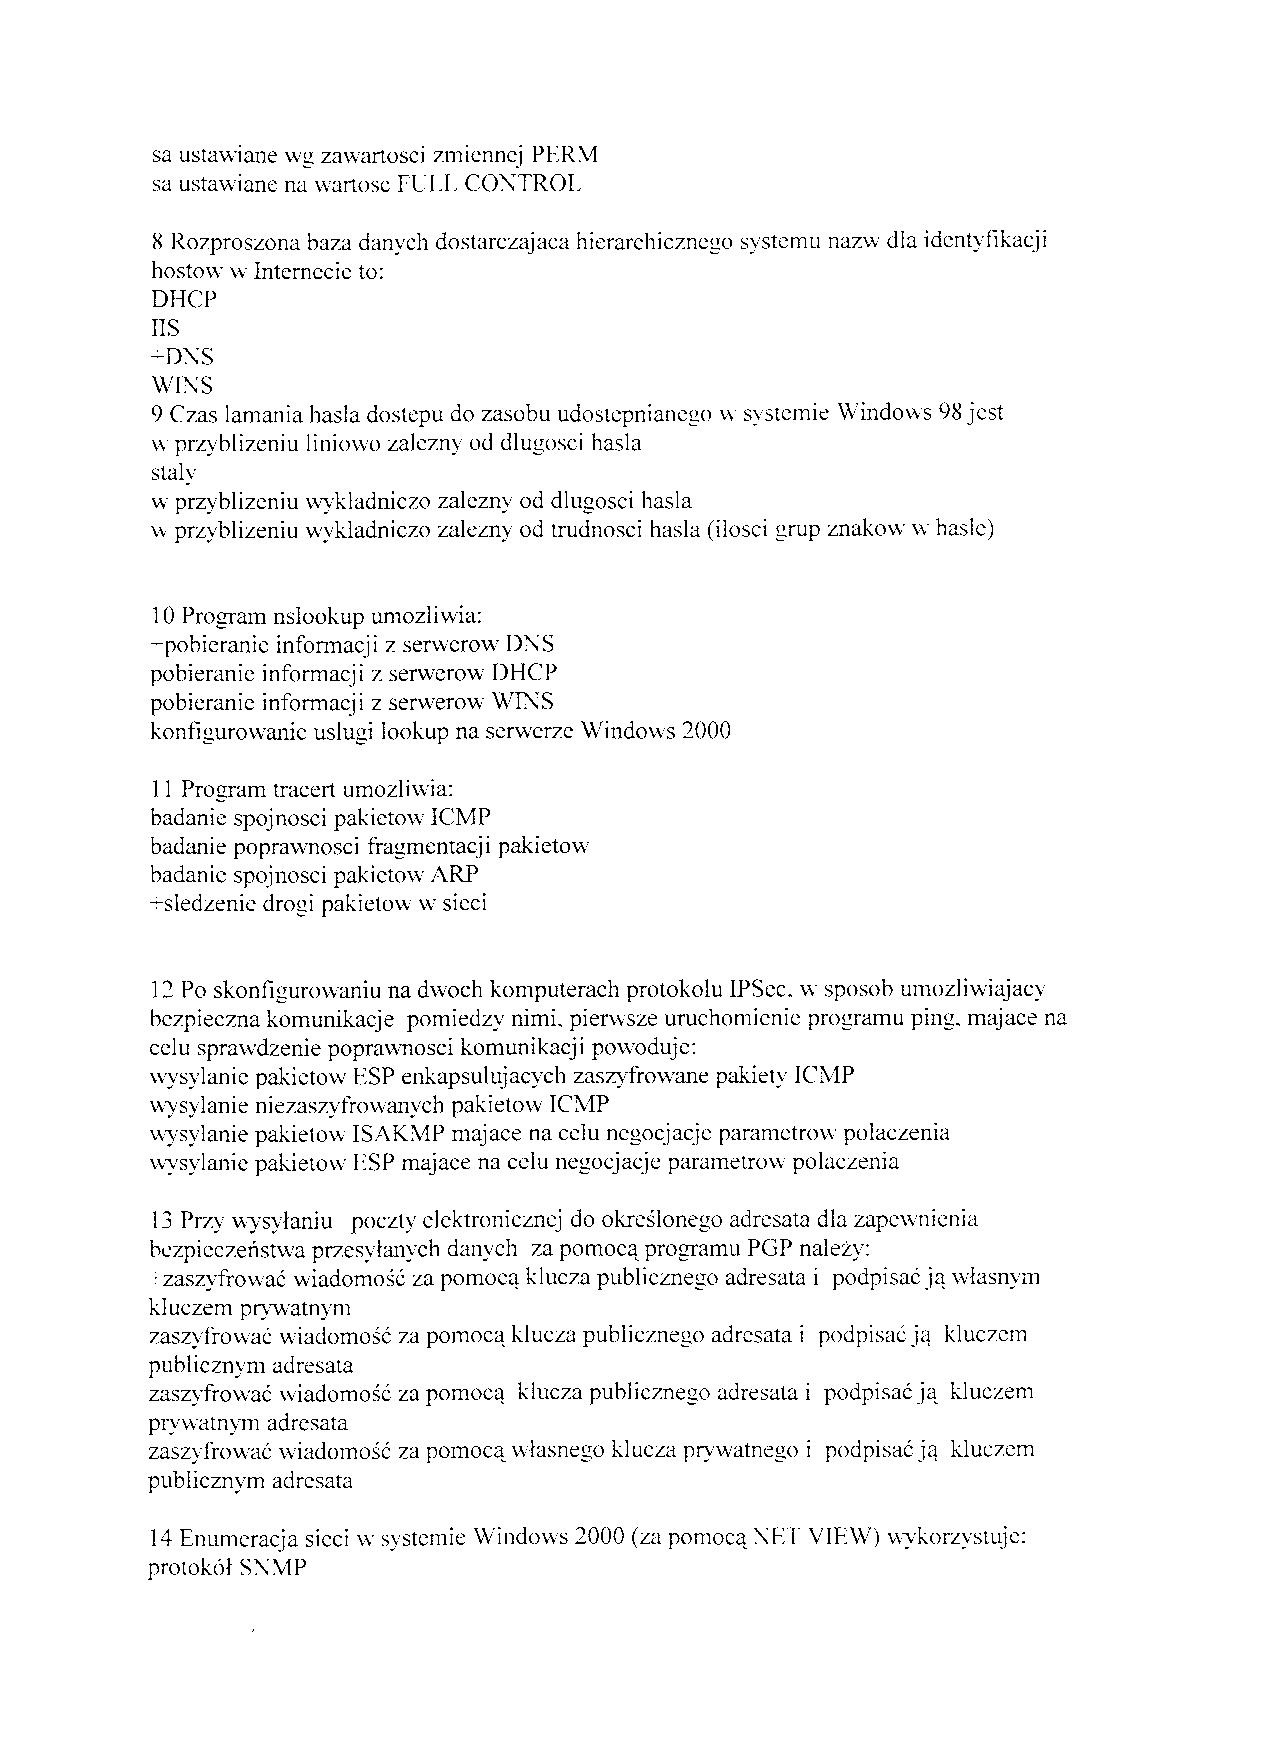 sa ustawiane wg zawartosci zmiennej PERM
sa ustawiane na wartosc FULL CONTROL
8 Rozproszona baza danych dostarczajaca hierarchicznego systemu nazw dla identyfikacji
hostow w Internecie to:
DHCP
IIS
+DNS
WINS
9 Czas lamania hasla dostepu do zasobu udostepnianego w systemie Windows 98 jest
w przyblizeniu liniowo zalezny od dlugosci hasla
staly
w przyblizeniu wykladniczo zalezny od dlugosci hasla
w przyblizeniu wykladniczo zalezny od trudnosci hasla (ilosci grup znakow w hasle)
10 Program nslookup umozliwia:
+pobieranie informacji z serwerow DNS
pobieranie informacji z serwerow DHCP
pobieranie informacji z serwerow WINS
konfigurowanie uslugi lookup na serwerze Windows 2000
11 Program tracert umozliwia:
badanie spojnosci pakietow ICMP
badanie poprawnosci fragmentacji pakietow
badanie spojnosci pakietow ARP
+sledzenie drogi pakietow w sieci
12 Po skonfigurowaniu na dwoch komputerach protokolu IPSec, w sposob umozliwiajacy
bezpieczna komunikacje pomiedzy nimi, pierwsze uruchomienie programu ping, majace na
celu sprawdzenie poprawnosci komunikacji powoduje:
wysylanie pakietow ESP enkapsulujacych zaszyfrowane pakiety ICMP
wysylanie niezaszyfrowanych pakietow ICMP
wysylanie pakietow ISAKMP majace na celu negocjacje parametrow polaczenia
wysylanie pakietow ESP majace na celu negocjacje parametrow polaczenia
13 Przy wysyłaniu poczty elektronicznej do określonego adresata dla zapewnienia
bezpieczeństwa przesyłanych danych za pomocą programu PGP należy:
+zaszyfrować wiadomość za pomocą klucza publicznego adresata i podpisać ją własnym
kluczem prywatnym
zaszyfrować wiadomość za pomocą klucza publicznego adresata i podpisać ją kluczem
publicznym adresata
zaszyfrować wiadomość za pomocą klucza publicznego adresata i podpisać ją kluczem
prywatnym adresata
zaszyfrować wiadomość za pomocą własnego klucza prywatnego i podpisać ją kluczem
publicznym adresata
14 Enumeracja sieci w systemie Windows 2000 (za pomocą NET VIEW) wykorzystuje:
protokół SNMP